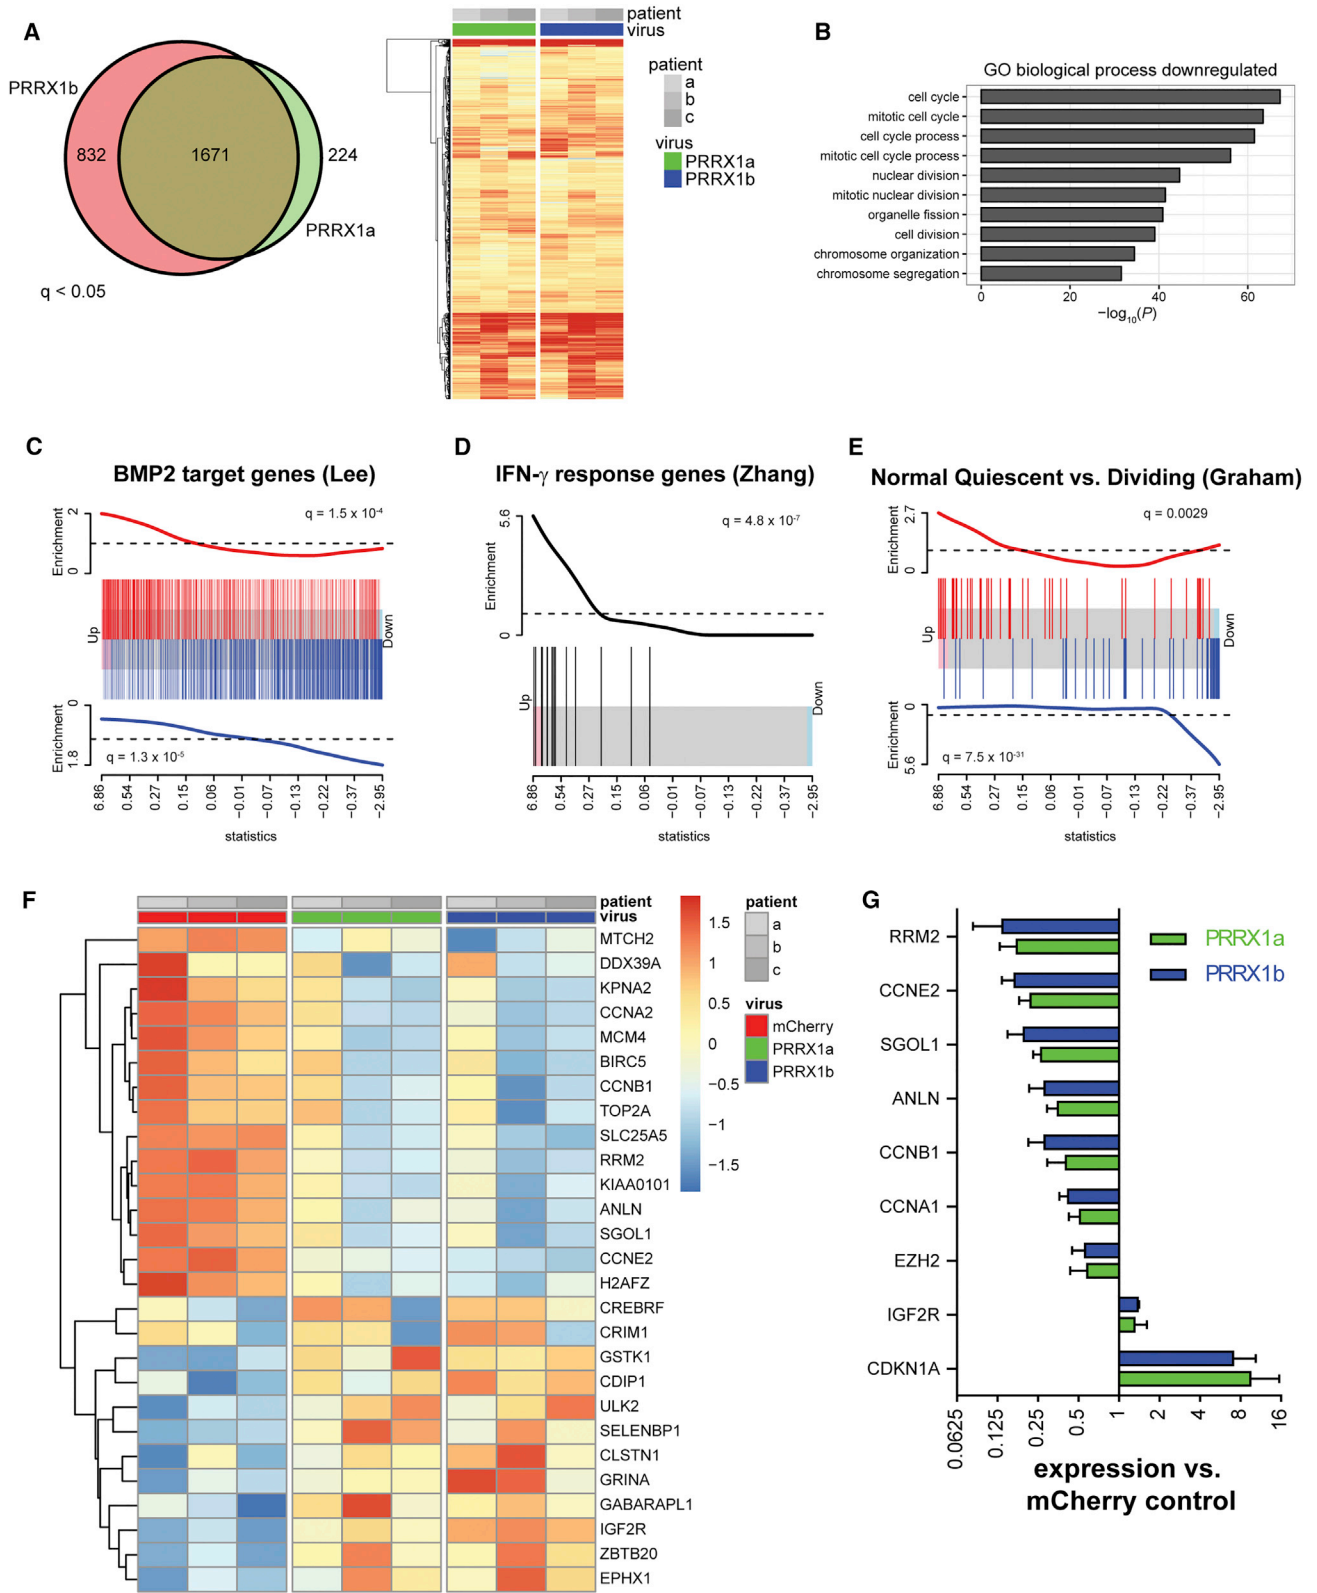 A
PRRX1b
832
1671
224
PRRX1a
q < 0.05
patient
virus
patient
a
b
c
virus
PRRX1a
PRRX1b
B
GO biological process downregulated
cell cycle
mitotic cell cycle
cell cycle process
mitotic cell cycle process
nuclear division
mitotic nuclear division
organelle fission
cell division
chromosome organization
chromosome segregation
0 20 40 60
−log10(P)
C
BMP2 target genes (Lee)
q = 1.5 x 10-4
Enrichment
0 2
Up
Down
Enrichment
1.8 0
q = 1.3 x 10-5
6.86 0.54 0.27 0.15 0.06 −0.01 −0.07 −0.13 −0.22 −0.37 −2.95
statistics
D
IFN-γ response genes (Zhang)
q = 4.8 x 10-7
Enrichment
0 5.6
Up
Down
6.86 0.54 0.27 0.15 0.06 −0.01 −0.07 −0.13 −0.22 −0.37 −2.95
statistics
E
Normal Quiescent vs. Dividing (Graham)
q = 0.0029
Enrichment
0 2.7
Up
Down
Enrichment
5.6 0
q = 7.5 x 10-31
6.86 0.54 0.27 0.15 0.06 −0.01 −0.07 −0.13 −0.22 −0.37 −2.95
statistics
F
patient
virus
MTCH2
DDX39A
KPNA2
CCNA2
MCM4
BIRC5
CCNB1
TOP2A
SLC25A5
RRM2
KIAA0101
ANLN
SGOL1
CCNE2
H2AFZ
CREBRF
CRIM1
GSTK1
CDIP1
ULK2
SELENBP1
CLSTN1
GRINA
GABARAPL1
IGF2R
ZBTB20
EPHX1
1.5
1
0.5
0
−0.5
−1
−1.5
patient
a
b
c
virus
mCherry
PRRX1a
PRRX1b
G
RRM2
CCNE2
SGOL1
ANLN
CCNB1
CCNA1
EZH2
IGF2R
CDKN1A
PRRX1a
PRRX1b
0.0625 0.125 0.25 0.5 1 2 4 8 16
expression vs.
mCherry control